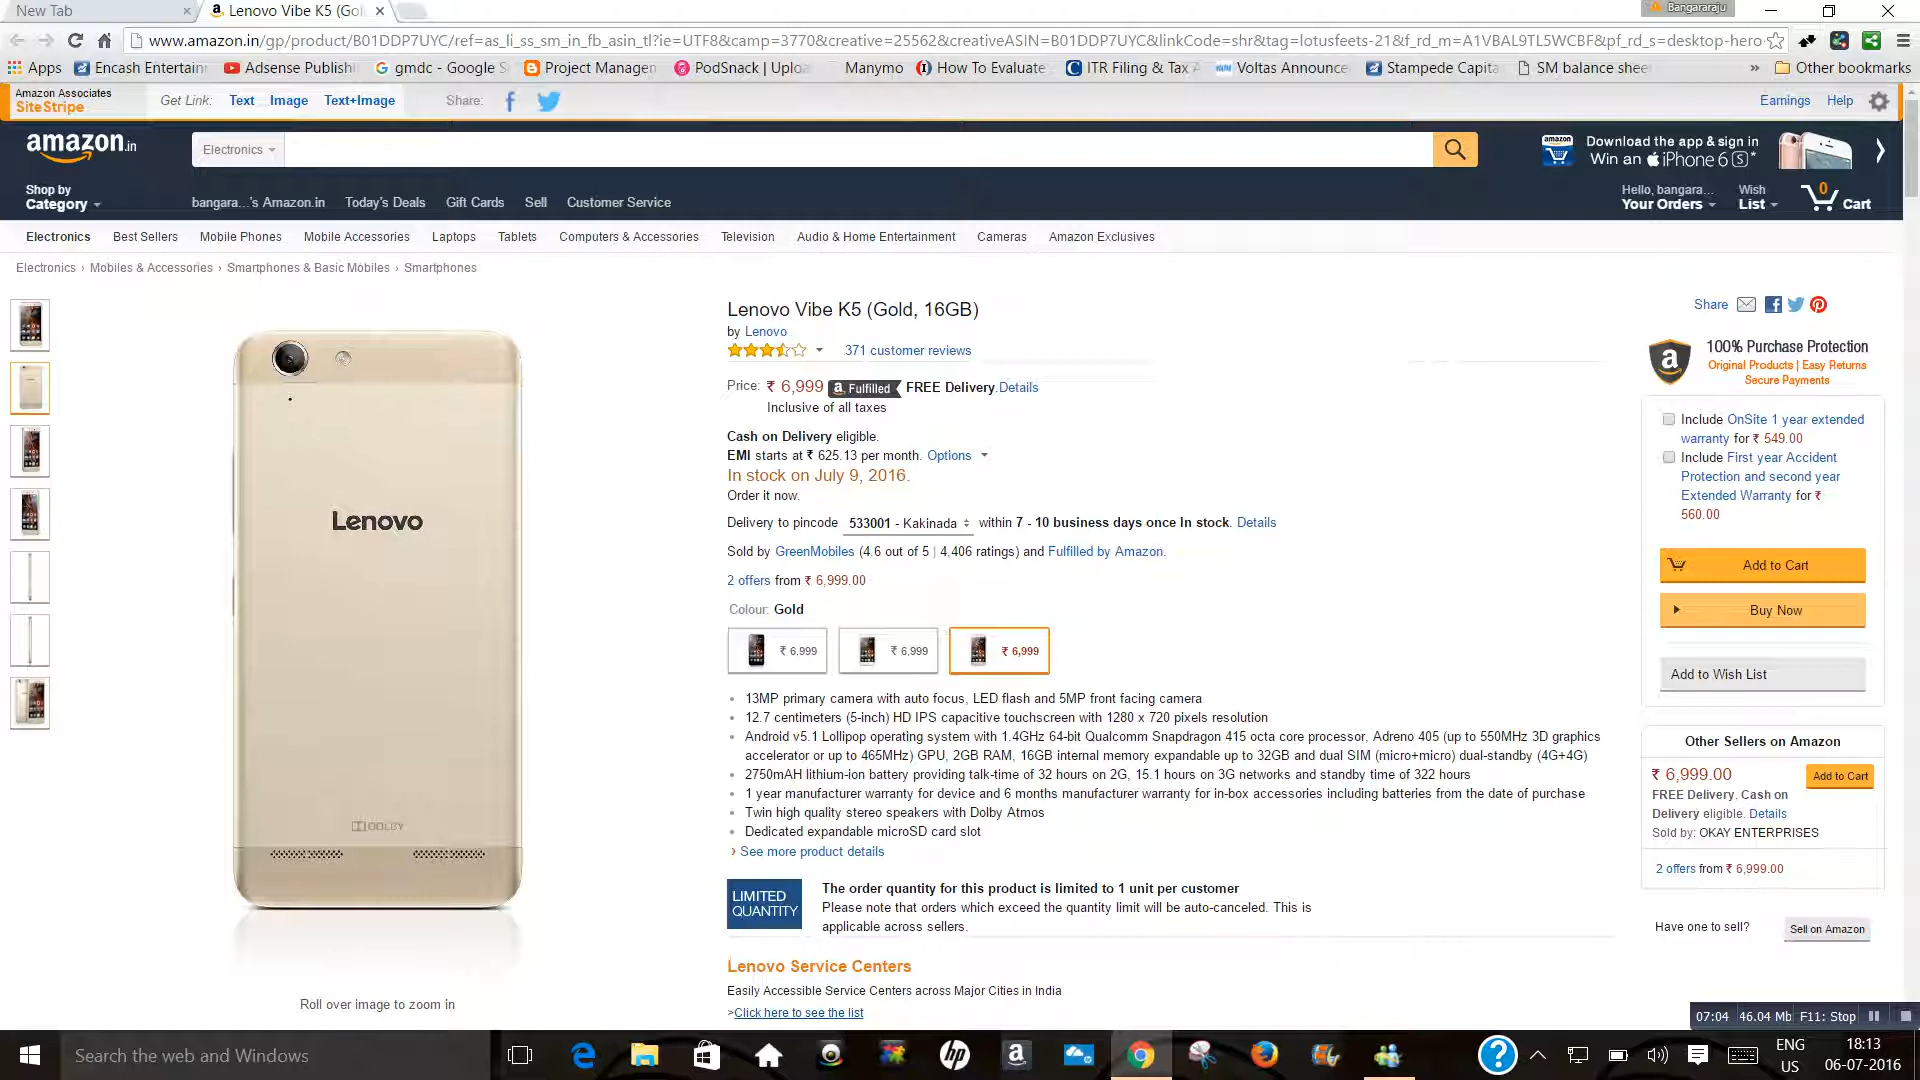 New Tab
Lenovo Vibe K5 (Gol
Bangararaju
www.amazon.in/gp/product/B01DDP7UYC/ref=as_li_ss_sm_in_fb_asin_tl?ie=UTF8&camp=3770&creative=25562&creativeASIN=B01DDP7UYC&linkCode=shr&tag=lotusfeets-21&f_rd_m=A1VBAL9TL5WCBF&pf_rd_s=desktop-hero-
Apps Encash Entertain Adsense Publish gmdc - Google S Project Manager PodSnack | Uploa Manymo How To Evaluate ITR Filing & Tax Voltas Announce Stampede Capita SM balance shee » Other bookmarks
Amazon Associates
SiteStripe
Get Link: Text Image Text+Image Share: Earnings Help
amazon.in
Electronics
amazon
Download the app & sign in
Win an iPhone 6 S *
Shop by
Category
bangara...'s Amazon.in Today's Deals Gift Cards Sell Customer Service
Hello, bangara...
Your Orders
Wish
List
0
Cart
Electronics Best Sellers Mobile Phones Mobile Accessories Laptops Tablets Computers & Accessories Television Audio & Home Entertainment Cameras Amazon Exclusives
Electronics › Mobiles & Accessories › Smartphones & Basic Mobiles › Smartphones
Lenovo
DOLBY
Roll over image to zoom in
Lenovo Vibe K5 (Gold, 16GB)
by Lenovo
371 customer reviews
Price: ₹ 6,999 a Fulfilled FREE Delivery.Details
Inclusive of all taxes
Cash on Delivery eligible.
EMI starts at ₹ 625.13 per month. Options
In stock on July 9, 2016.
Order it now.
Delivery to pincode 533001 - Kakinada within 7 - 10 business days once In stock. Details
Sold by GreenMobiles (4.6 out of 5 | 4,406 ratings) and Fulfilled by Amazon.
2 offers from ₹ 6,999.00
Colour: Gold
₹ 6,999 ₹ 6,999 ₹ 6,999
• 13MP primary camera with auto focus, LED flash and 5MP front facing camera
• 12.7 centimeters (5-inch) HD IPS capacitive touchscreen with 1280 x 720 pixels resolution
• Android v5.1 Lollipop operating system with 1.4GHz 64-bit Qualcomm Snapdragon 415 octa core processor, Adreno 405 (up to 550MHz 3D graphics
accelerator or up to 465MHz) GPU, 2GB RAM, 16GB internal memory expandable up to 32GB and dual SIM (micro+micro) dual-standby (4G+4G)
• 2750mAH lithium-ion battery providing talk-time of 32 hours on 2G, 15.1 hours on 3G networks and standby time of 322 hours
• 1 year manufacturer warranty for device and 6 months manufacturer warranty for in-box accessories including batteries from the date of purchase
• Twin high quality stereo speakers with Dolby Atmos
• Dedicated expandable microSD card slot
› See more product details
LIMITED
QUANTITY
The order quantity for this product is limited to 1 unit per customer
Please note that orders which exceed the quantity limit will be auto-canceled. This is
applicable across sellers.
Lenovo Service Centers
Easily Accessible Service Centers across Major Cities in India
>Click here to see the list
Share
a
100% Purchase Protection
Original Products | Easy Returns
Secure Payments
Include OnSite 1 year extended
warranty for ₹ 549.00
Include First year Accident
Protection and second year
Extended Warranty for ₹
560.00
Add to Cart
Buy Now
Add to Wish List
Other Sellers on Amazon
₹ 6,999.00 Add to Cart
FREE Delivery. Cash on
Delivery eligible. Details
Sold by: OKAY ENTERPRISES
2 offers from ₹ 6,999.00
Have one to sell? Sell on Amazon
07:04 46.04 Mb F11: Stop
Search the web and Windows
hp
a
?
ENG
US
18:13
06-07-2016